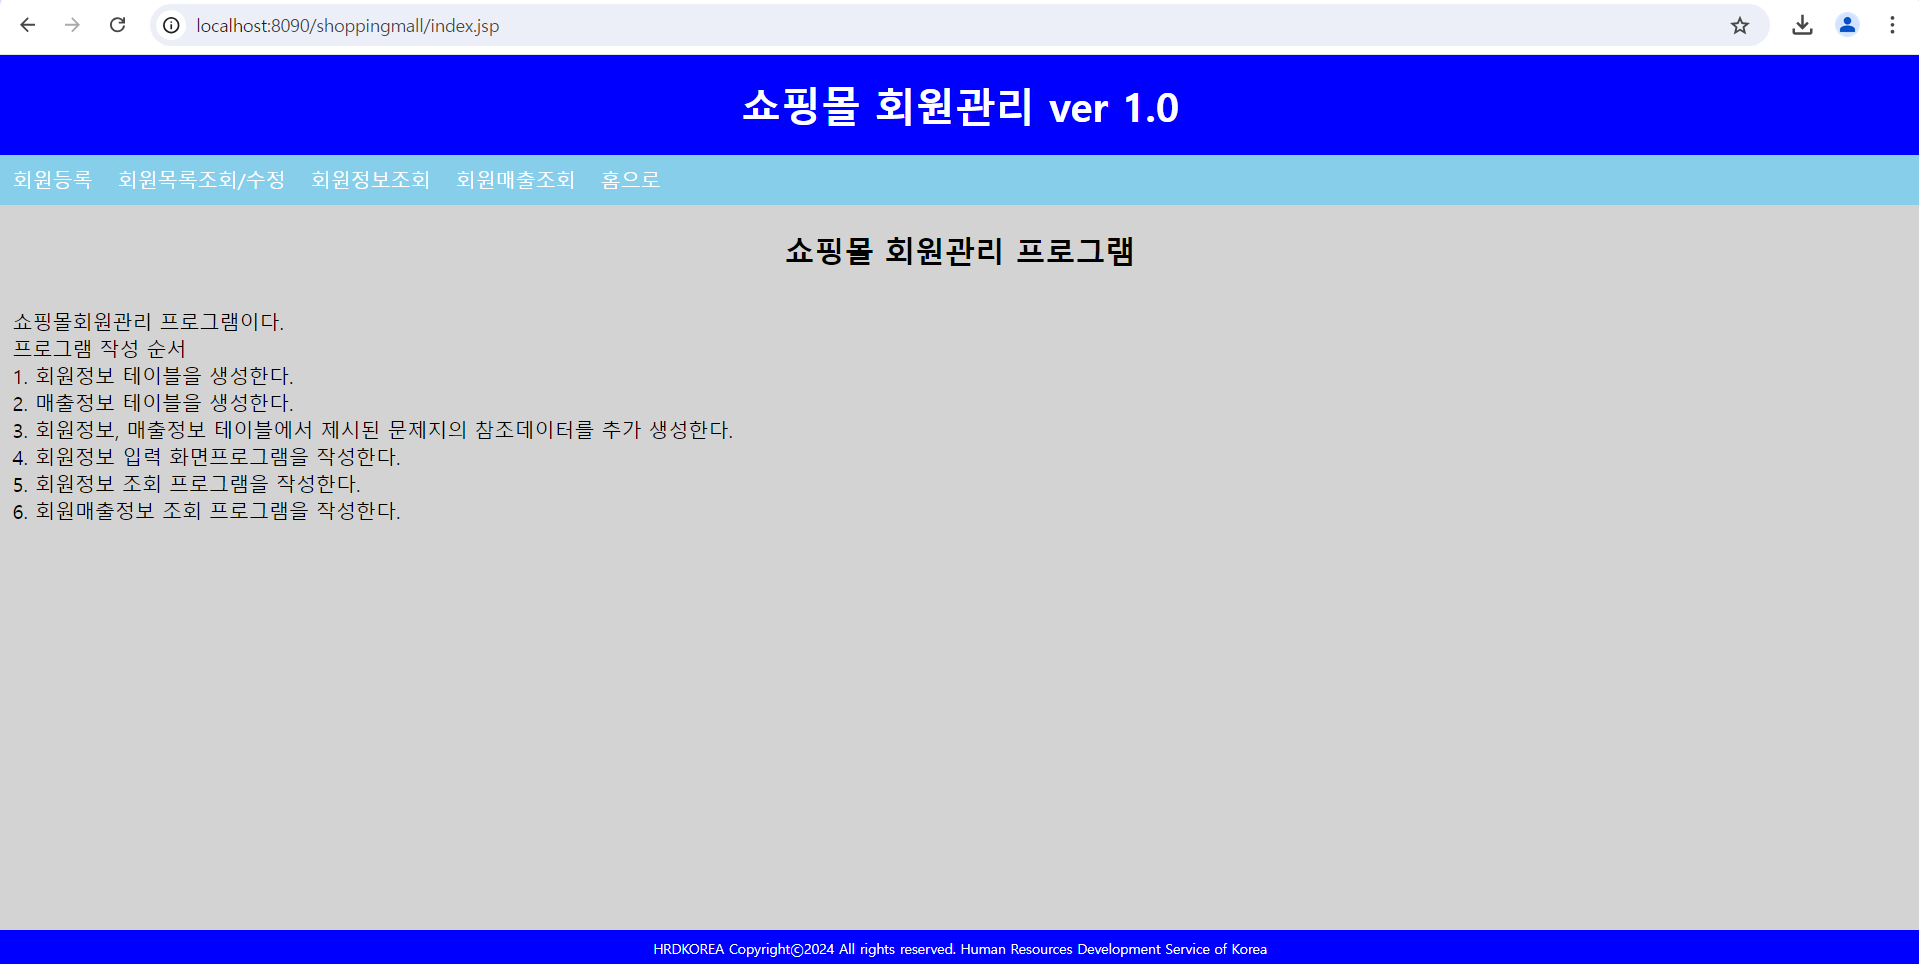 localhost:8090/shoppingmall/index.jsp
쇼핑몰 회원관리 ver 1.0
회원등록 회원목록조회/수정 회원정보조회 회원매출조회 홈으로
쇼핑몰 회원관리 프로그램
쇼핑몰회원관리 프로그램이다.
프로그램 작성 순서
1. 회원정보 테이블을 생성한다.
2. 매출정보 테이블을 생성한다.
3. 회원정보, 매출정보 테이블에서 제시된 문제지의 참조데이터를 추가 생성한다.
4. 회원정보 입력 화면프로그램을 작성한다.
5. 회원정보 조회 프로그램을 작성한다.
6. 회원매출정보 조회 프로그램을 작성한다.
HRDKOREA Copyright©2024 All rights reserved. Human Resources Development Service of Korea